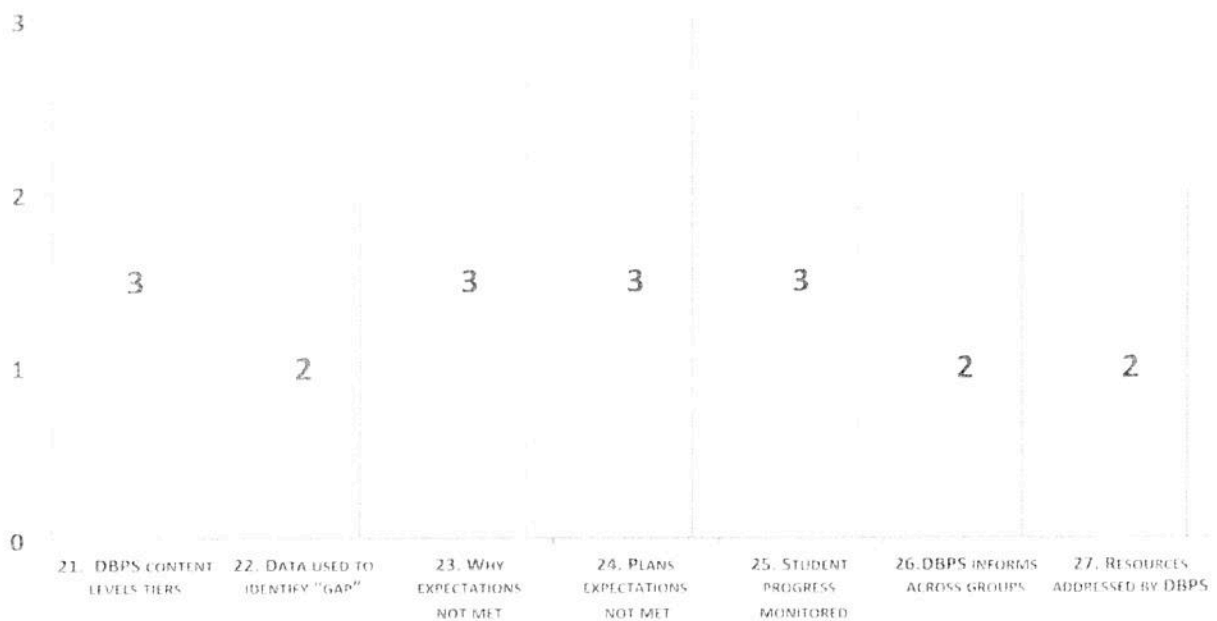 3
2
1
0
3
2
3
3
3
2
2
21. DBPS CONTENT
LEVELS TIERS
22. DATA USED TO
IDENTIFY "GAP"
23. WHY
EXPECTATIONS
NOT MET
24. PLANS
EXPECTATIONS
NOT MET
25. STUDENT
PROGRESS
MONITORED
26.DBPS INFORMS
ACROSS GROUPS
27. RESOURCES
ADDRESSED BY DBPS